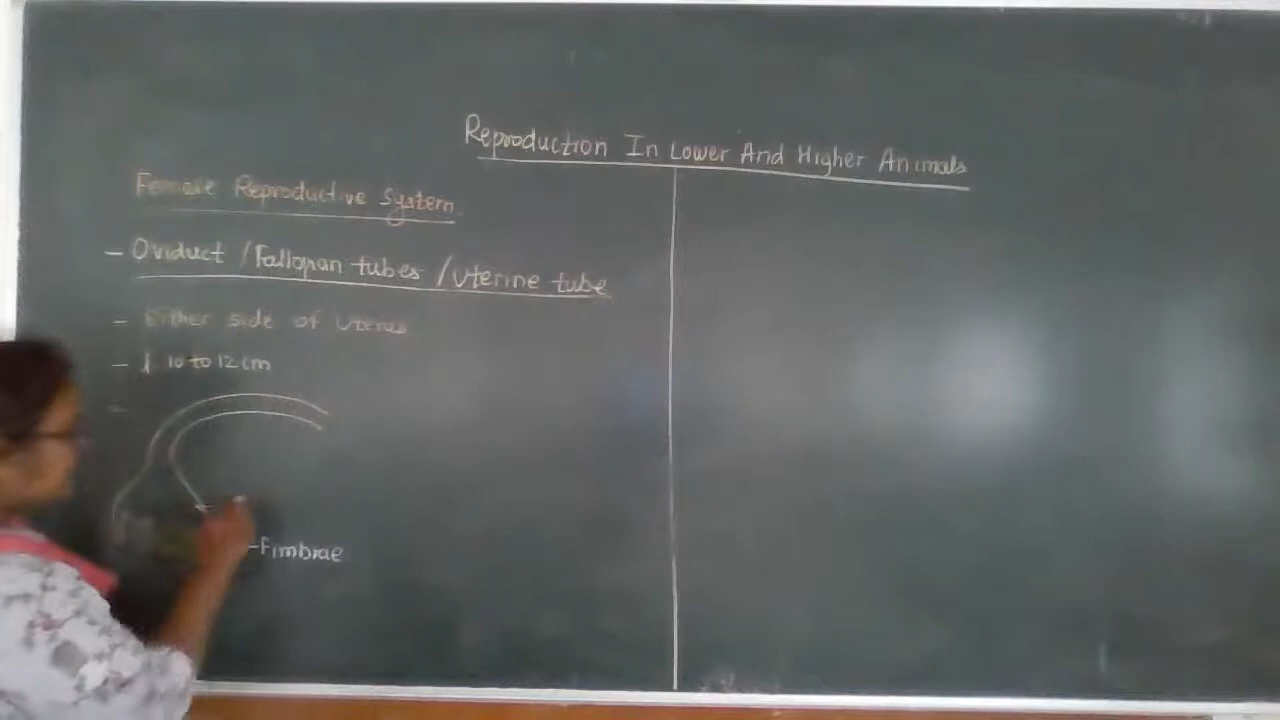 Reproduction In Lower And Higher Animals
Female Reproductive System
- Oviduct / Fallopan tubes / Uterine tube
- Either side of Uterus
- l 10 to 12 cm
-
- Fimbrae